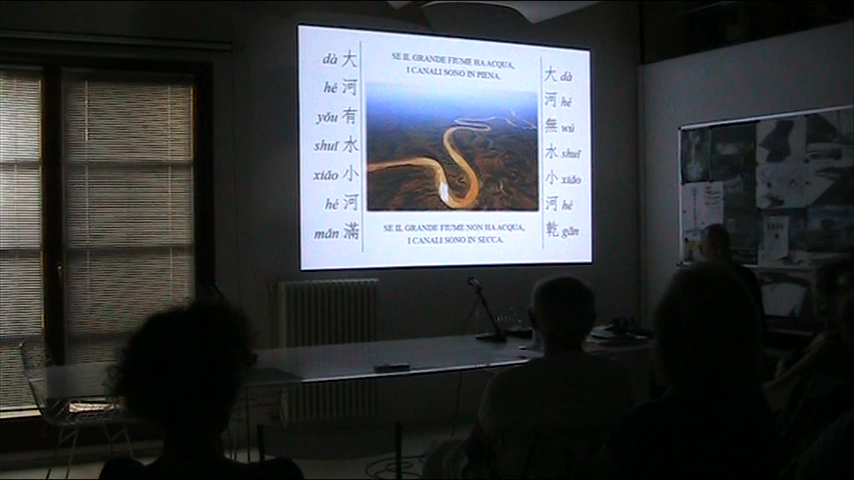 dà 大
hé 河
yǒu 有
shuǐ 水
xiǎo 小
hé 河
mǎn 滿
SE IL GRANDE FIUME HA ACQUA,
I CANALI SONO IN PIENA.
SE IL GRANDE FIUME NON HA ACQUA,
I CANALI SONO IN SECCA.
大 dà
河 hé
無 wú
水 shuǐ
小 xiǎo
河 hé
乾 gān